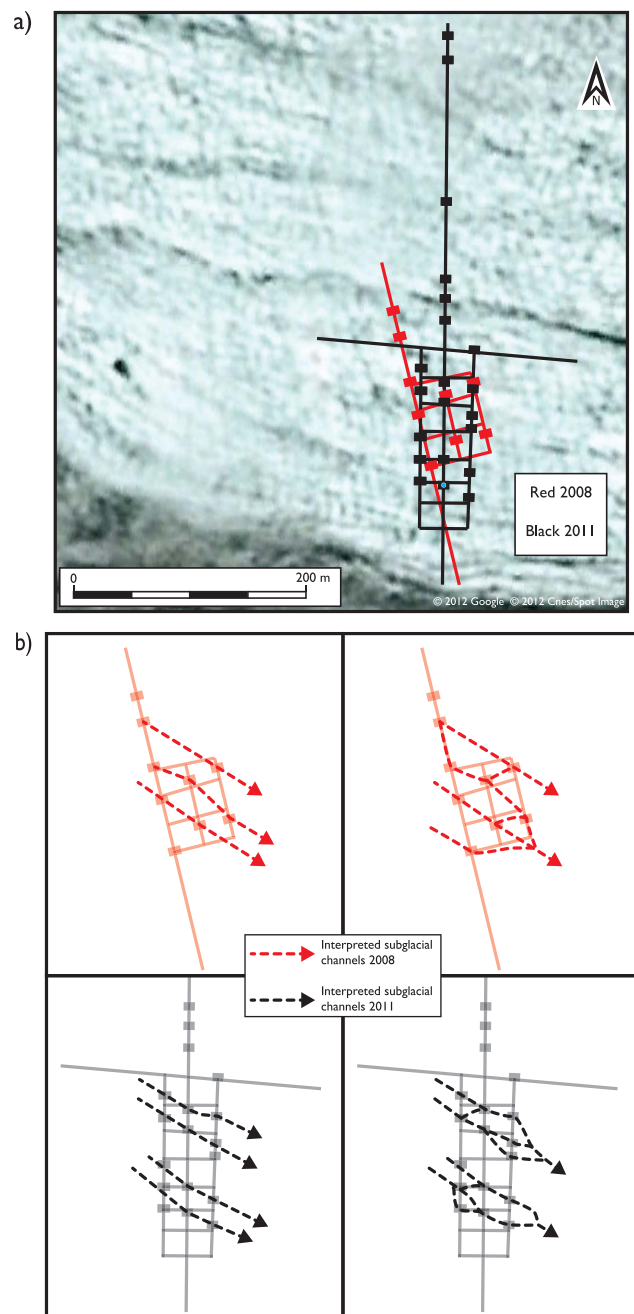 a)
N
Red 2008
Black 2011
0
200 m
© 2012 Google © 2012 Cnes/Spot Image
b)
Interpreted subglacial
channels 2008
Interpreted subglacial
channels 2011